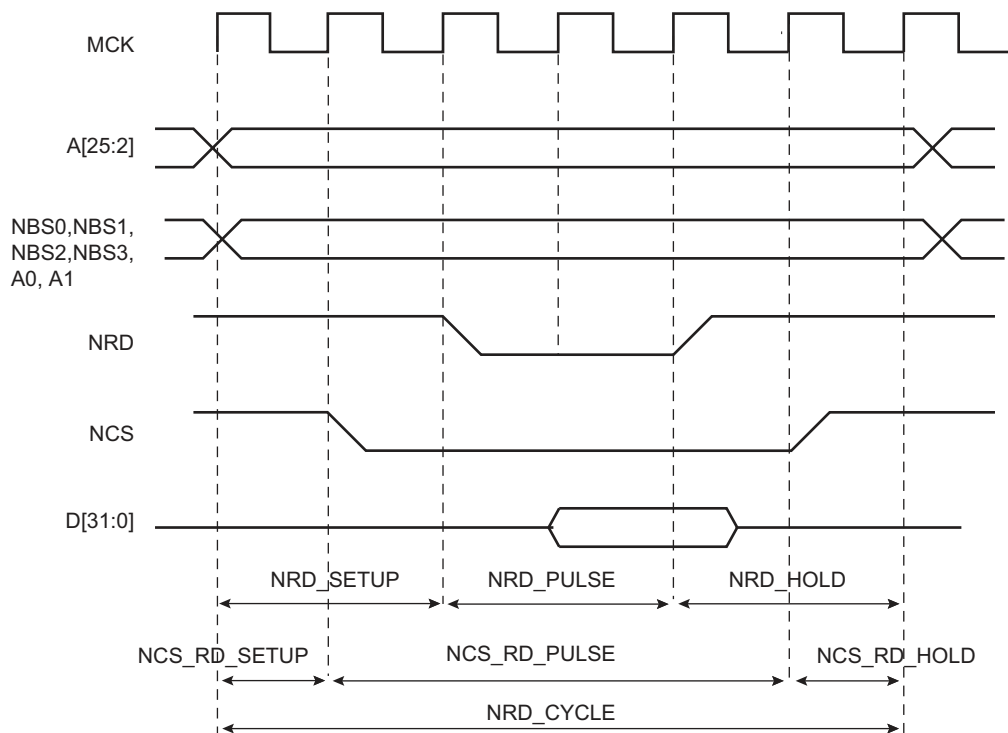 MCK
A[25:2]
NBS0,NBS1,
NBS2,NBS3,
A0, A1
NRD
NCS
D[31:0]
NRD_SETUP
NRD_PULSE
NRD_HOLD
NCS_RD_SETUP
NCS_RD_PULSE
NCS_RD_HOLD
NRD_CYCLE